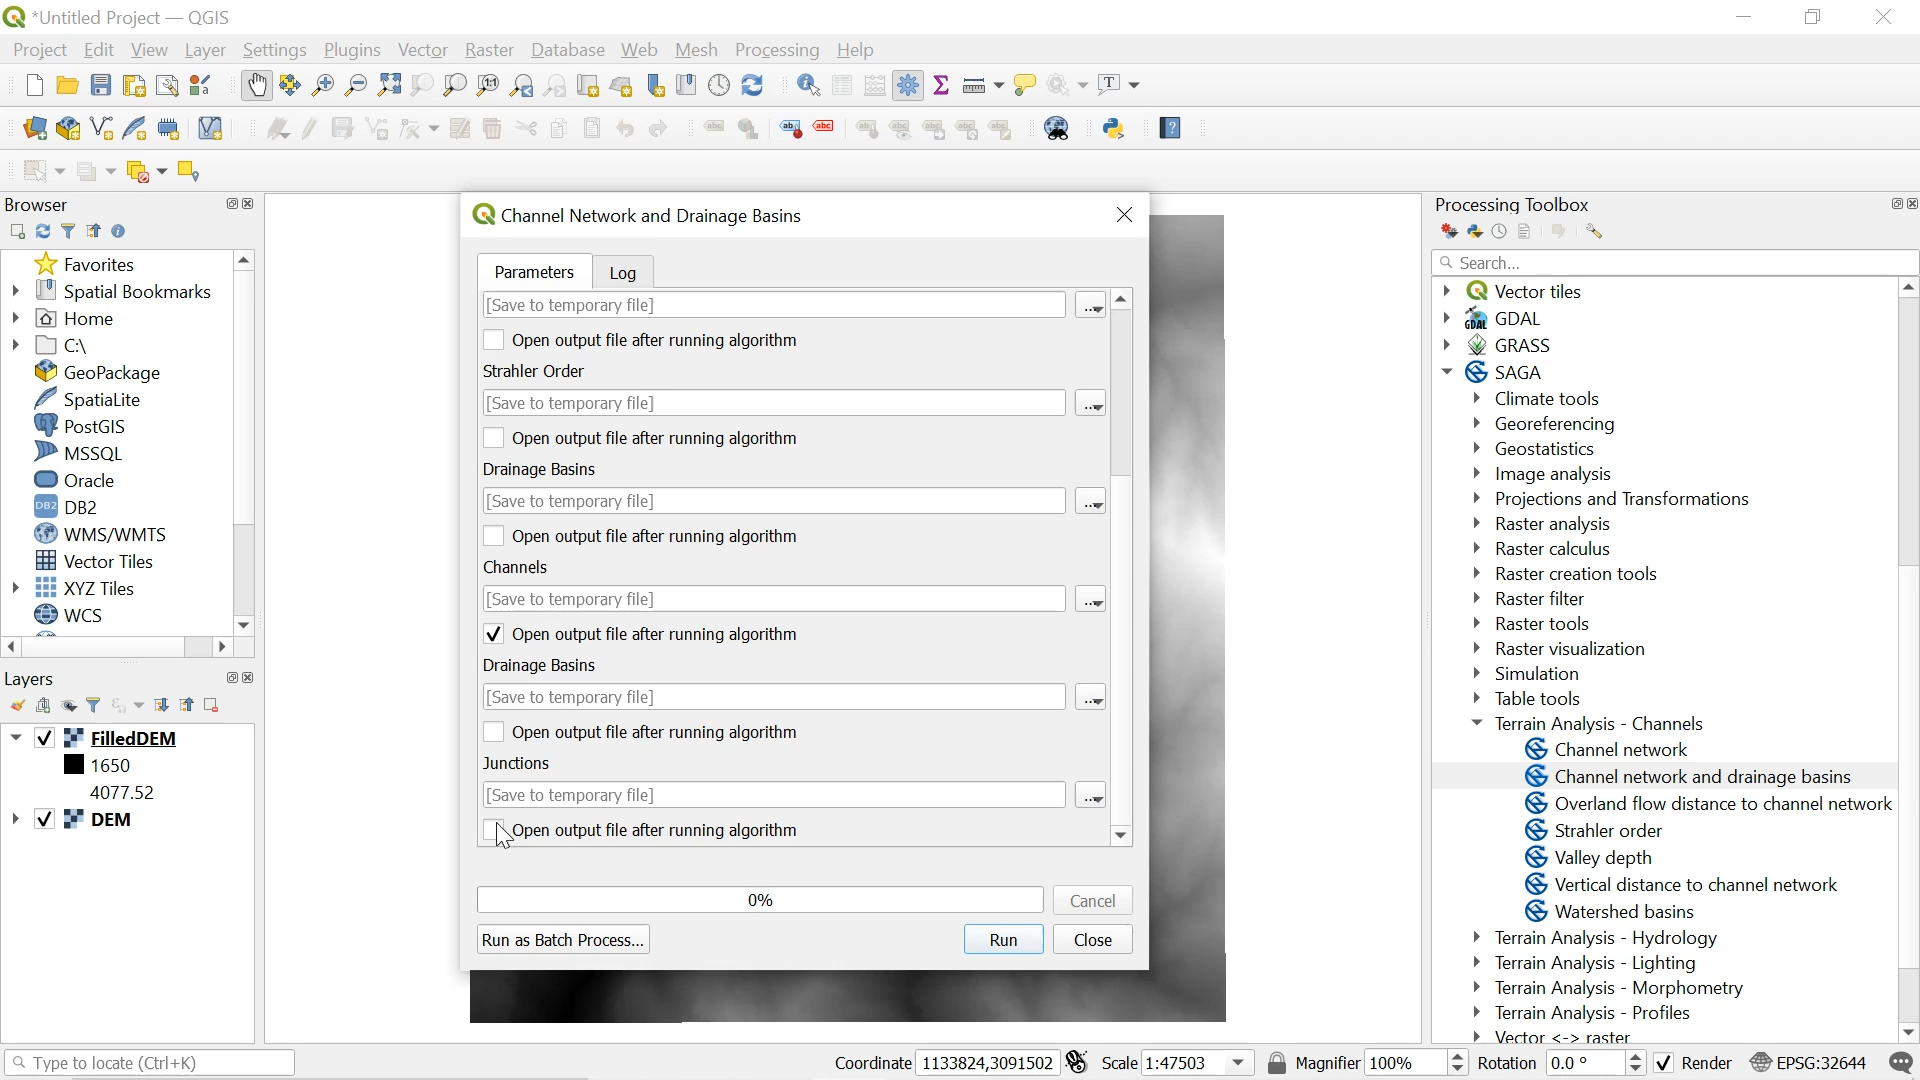 *Untitled Project — QGIS
Project Edit View Layer Settings Plugins Vector Raster Database Web Mesh Processing Help
Browser
Favorites
Spatial Bookmarks
Home
C:\
GeoPackage
SpatiaLite
PostGIS
MSSQL
Oracle
DB2
WMS/WMTS
Vector Tiles
XYZ Tiles
WCS
Layers
FilledDEM
1650
4077.52
DEM
Channel Network and Drainage Basins
Parameters Log
[Save to temporary file] ...
Open output file after running algorithm
Strahler Order
[Save to temporary file] ...
Open output file after running algorithm
Drainage Basins
[Save to temporary file] ...
Open output file after running algorithm
Channels
[Save to temporary file] ...
Open output file after running algorithm
Drainage Basins
[Save to temporary file] ...
Open output file after running algorithm
Junctions
[Save to temporary file] ...
Open output file after running algorithm
0% Cancel
Run as Batch Process... Run Close
Processing Toolbox
Search...
Vector tiles
GDAL
GRASS
SAGA
Climate tools
Georeferencing
Geostatistics
Image analysis
Projections and Transformations
Raster analysis
Raster calculus
Raster creation tools
Raster filter
Raster tools
Raster visualization
Simulation
Table tools
Terrain Analysis - Channels
Channel network
Channel network and drainage basins
Overland flow distance to channel network
Strahler order
Valley depth
Vertical distance to channel network
Watershed basins
Terrain Analysis - Hydrology
Terrain Analysis - Lighting
Terrain Analysis - Morphometry
Terrain Analysis - Profiles
Vector <-> raster
Type to locate (Ctrl+K) Coordinate 1133824,3091502 Scale 1:47503 Magnifier 100% Rotation 0.0 ° Render EPSG:32644